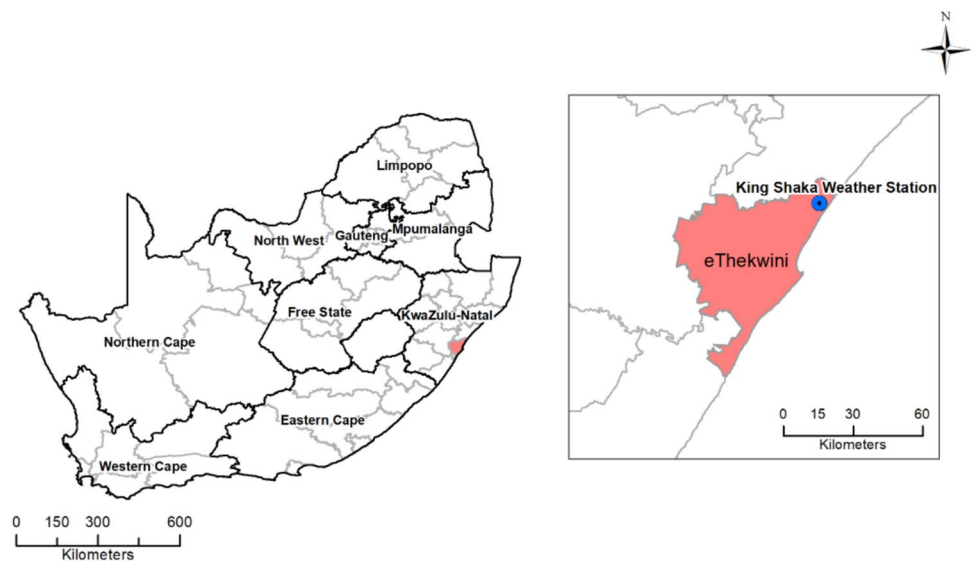 N
Limpopo
North West
Gauteng
Mpumalanga
Free State
KwaZulu-Natal
Northern Cape
Eastern Cape
Western Cape
0 150 300 600
Kilometers
King Shaka Weather Station
eThekwini
0 15 30 60
Kilometers